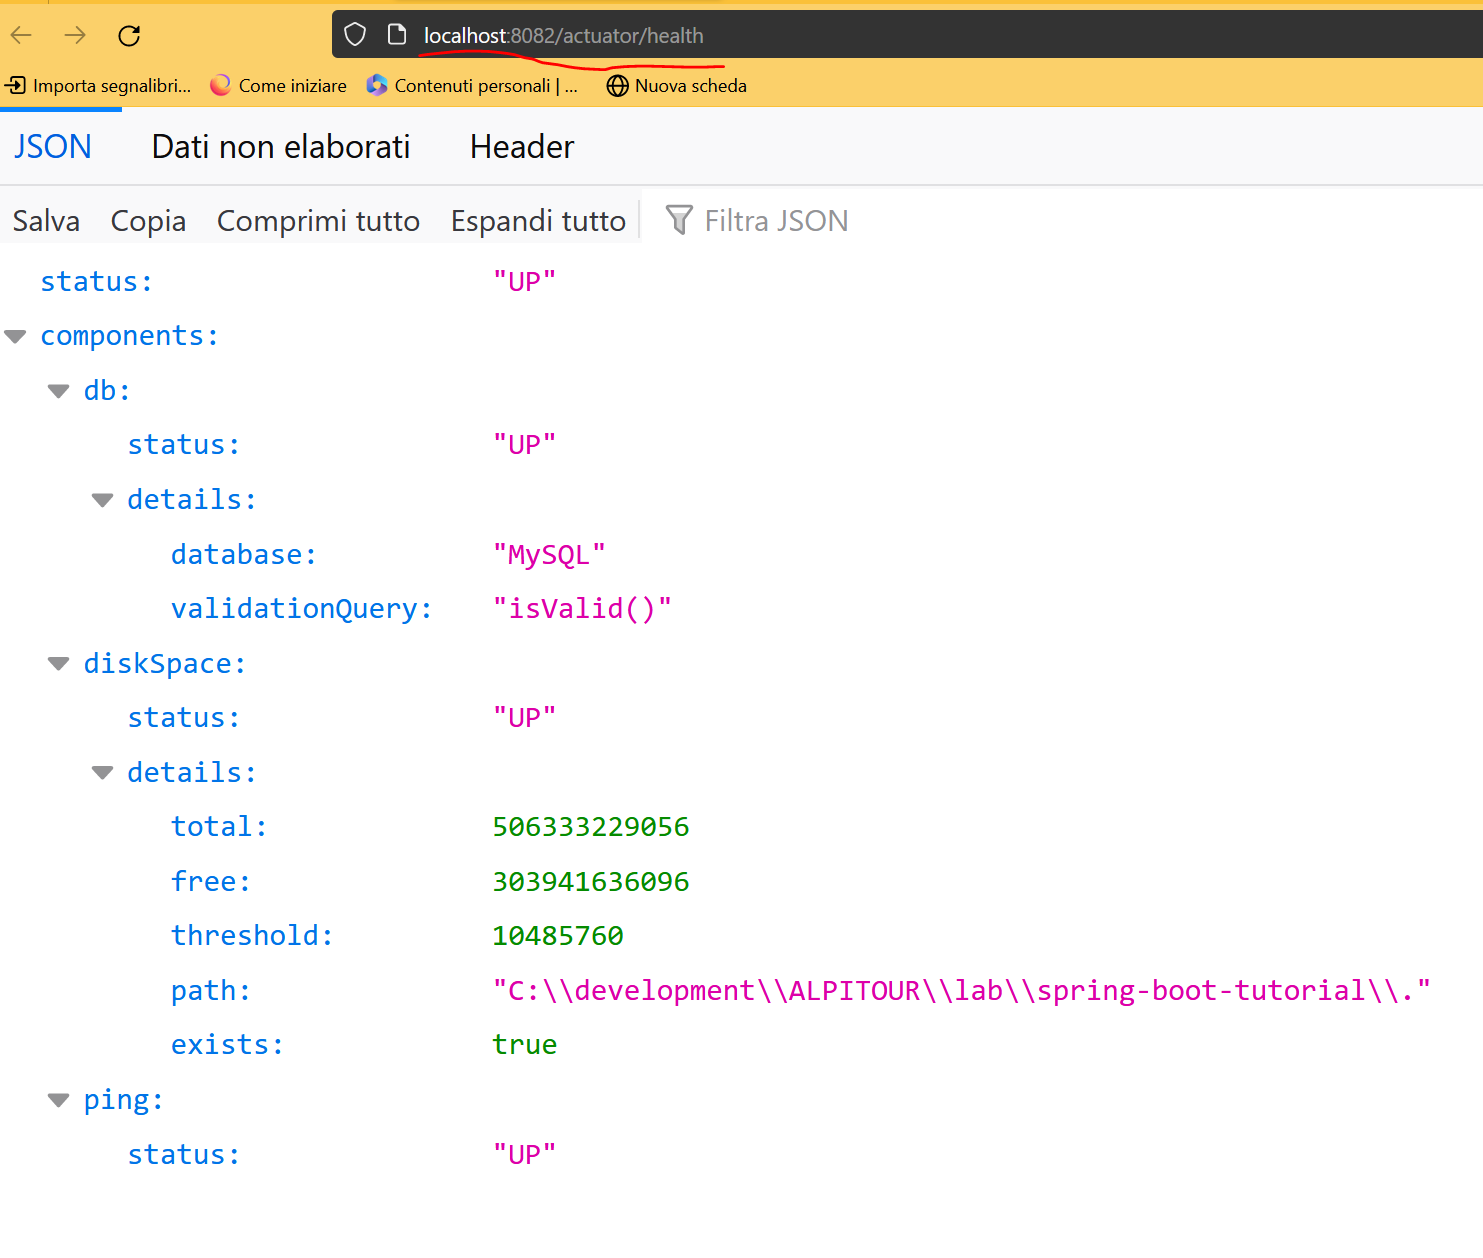 localhost:8082/actuator/health
Importa segnalibri... Come iniziare Contenuti personali | ... Nuova scheda
JSON Dati non elaborati Header
Salva Copia Comprimi tutto Espandi tutto Filtra JSON
status: "UP"
components:
db:
status: "UP"
details:
database: "MySQL"
validationQuery: "isValid()"
diskSpace:
status: "UP"
details:
total: 506333229056
free: 303941636096
threshold: 10485760
path: "C:\\development\\ALPITOUR\\lab\\spring-boot-tutorial\\."
exists: true
ping:
status: "UP"